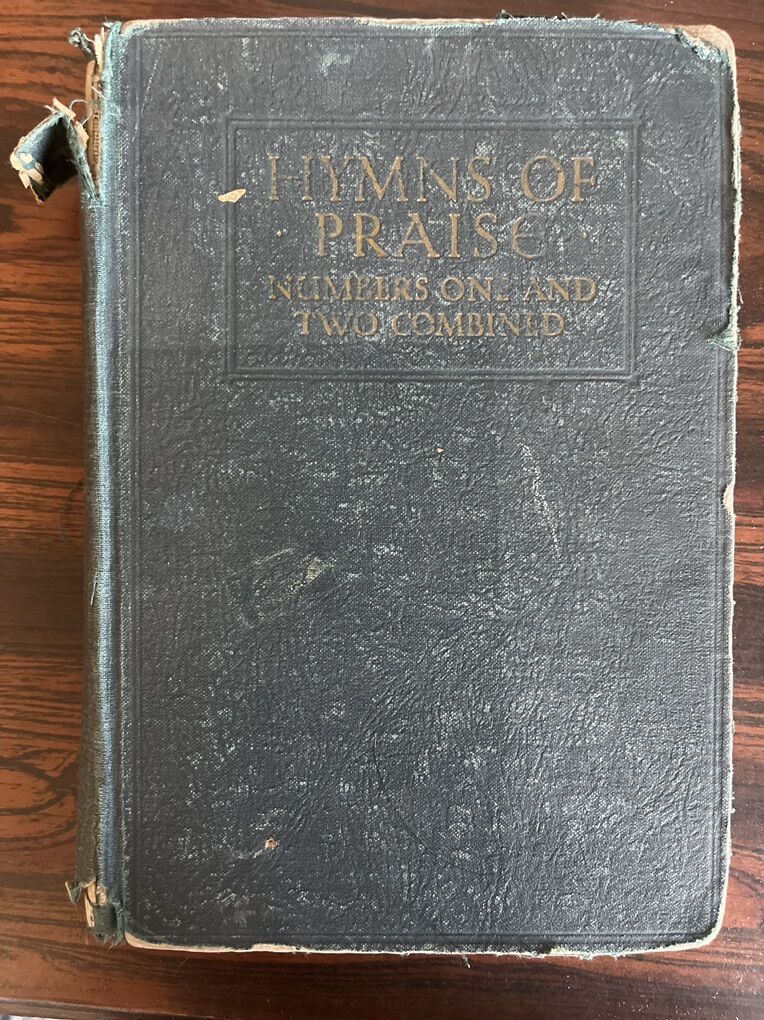 HYMNS OF
PRAISE
NUMBERS ONE AND
TWO COMBINED